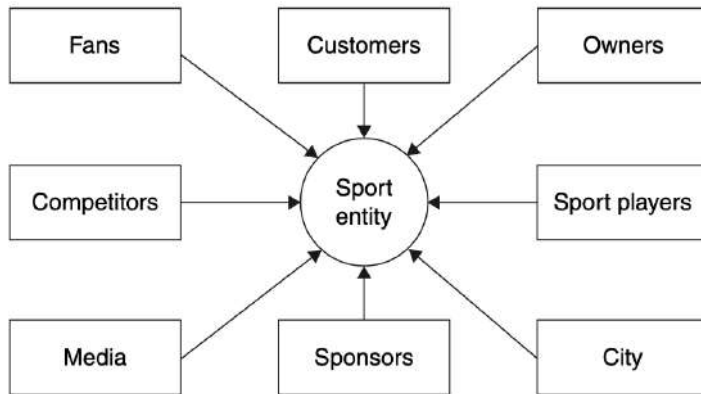 Fans
Customers
Owners
Competitors
Sport
entity
Sport players
Media
Sponsors
City